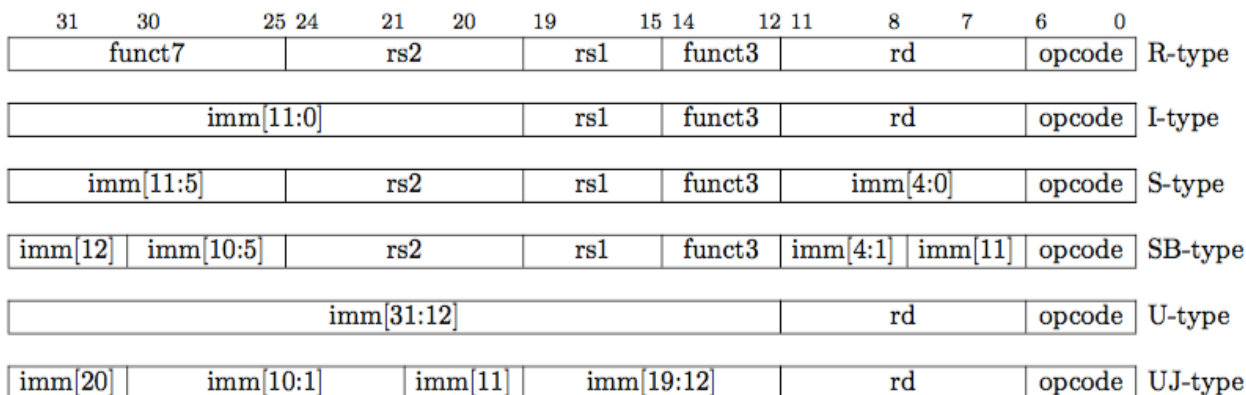 31 30 25 24 21 20 19 15 14 12 11 8 7 6 0
funct7 rs2 rs1 funct3 rd opcode R-type
imm[11:0] rs1 funct3 rd opcode I-type
imm[11:5] rs2 rs1 funct3 imm[4:0] opcode S-type
imm[12] imm[10:5] rs2 rs1 funct3 imm[4:1] imm[11] opcode SB-type
imm[31:12] rd opcode U-type
imm[20] imm[10:1] imm[11] imm[19:12] rd opcode UJ-type